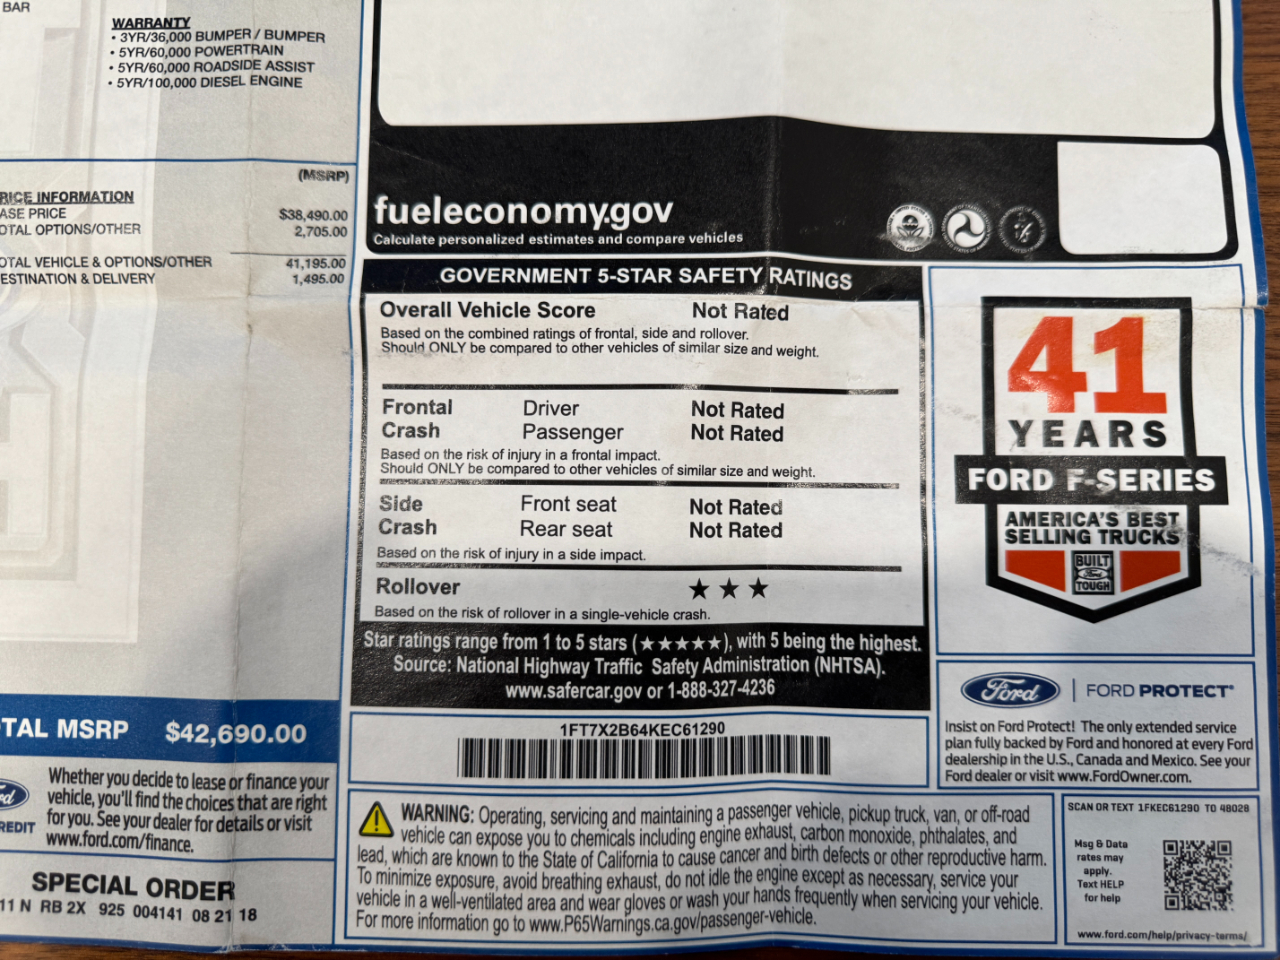 BAR
WARRANTY
• 3YR/36,000 BUMPER / BUMPER
• 5YR/60,000 POWERTRAIN
• 5YR/60,000 ROADSIDE ASSIST
• 5YR/100,000 DIESEL ENGINE
(MSRP)
RICE INFORMATION
ASE PRICE $38,490.00
OTAL OPTIONS/OTHER 2,705.00
OTAL VEHICLE & OPTIONS/OTHER 41,195.00
ESTINATION & DELIVERY 1,495.00
TAL MSRP $42,690.00
Whether you decide to lease or finance your
vehicle, you'll find the choices that are right
for you. See your dealer for details or visit
www.ford.com/finance.
REDIT
SPECIAL ORDER
11 N RB 2X 925 004141 08 21 18
fueleconomy.gov
Calculate personalized estimates and compare vehicles
GOVERNMENT 5-STAR SAFETY RATINGS
Overall Vehicle Score Not Rated
Based on the combined ratings of frontal, side and rollover.
Should ONLY be compared to other vehicles of similar size and weight.
Frontal Driver Not Rated
Crash Passenger Not Rated
Based on the risk of injury in a frontal impact.
Should ONLY be compared to other vehicles of similar size and weight.
Side Front seat Not Rated
Crash Rear seat Not Rated
Based on the risk of injury in a side impact.
Rollover ★ ★ ★
Based on the risk of rollover in a single-vehicle crash.
Star ratings range from 1 to 5 stars (★★★★★), with 5 being the highest.
Source: National Highway Traffic Safety Administration (NHTSA).
www.safercar.gov or 1-888-327-4236
1FT7X2B64KEC61290
41
YEARS
FORD F-SERIES
AMERICA'S BEST
SELLING TRUCKS
BUILT
Ford
TOUGH
Ford | FORD PROTECT
Insist on Ford Protect! The only extended service
plan fully backed by Ford and honored at every Ford
dealership in the U.S., Canada and Mexico. See your
Ford dealer or visit www.FordOwner.com.
WARNING: Operating, servicing and maintaining a passenger vehicle, pickup truck, van, or off-road
vehicle can expose you to chemicals including engine exhaust, carbon monoxide, phthalates, and
lead, which are known to the State of California to cause cancer and birth defects or other reproductive harm.
To minimize exposure, avoid breathing exhaust, do not idle the engine except as necessary, service your
vehicle in a well-ventilated area and wear gloves or wash your hands frequently when servicing your vehicle.
For more information go to www.P65Warnings.ca.gov/passenger-vehicle.
SCAN OR TEXT 1FKEC61290 TO 48028
Msg & Data
rates may
apply.
Text HELP
for help
www.ford.com/help/privacy-terms/